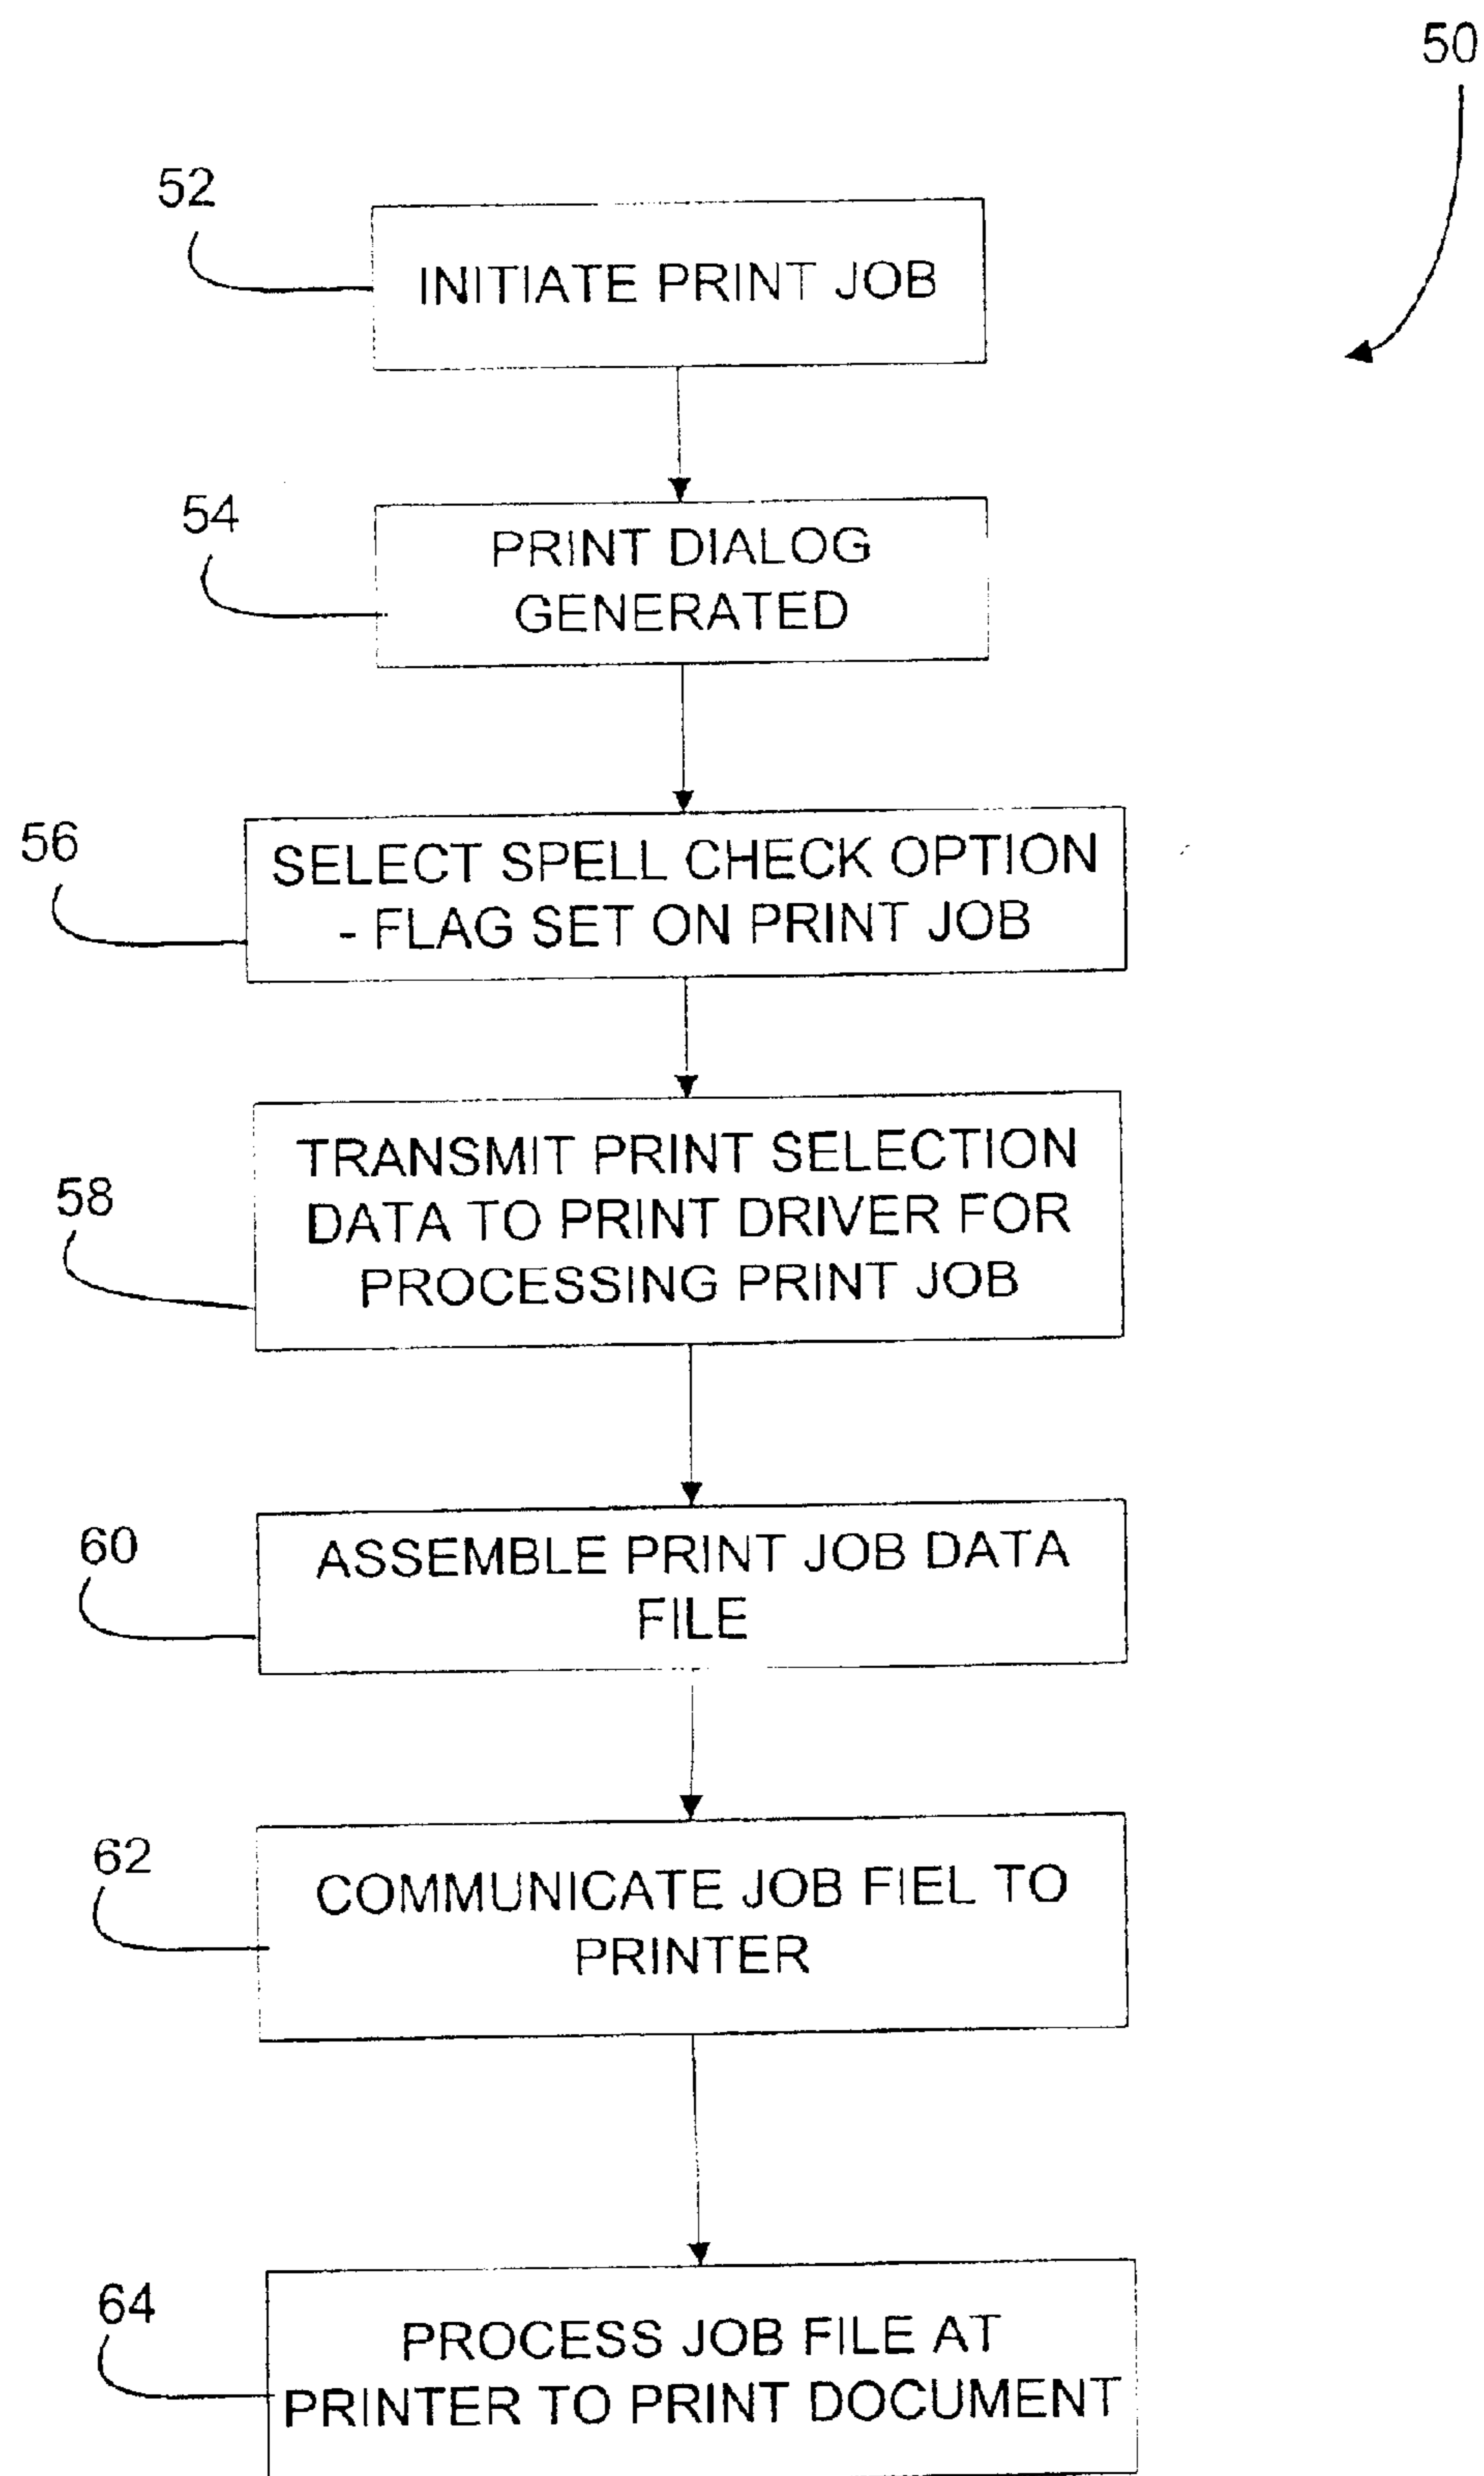 50
52
INITIATE PRINT JOB
54
PRINT DIALOG
GENERATED
56
SELECT SPELL CHECK OPTION
- FLAG SET ON PRINT JOB
58
TRANSMIT PRINT SELECTION
DATA TO PRINT DRIVER FOR
PROCESSING PRINT JOB
60
ASSEMBLE PRINT JOB DATA
FILE
62
COMMUNICATE JOB FIEL TO
PRINTER
64
PROCESS JOB FILE AT
PRINTER TO PRINT DOCUMENT